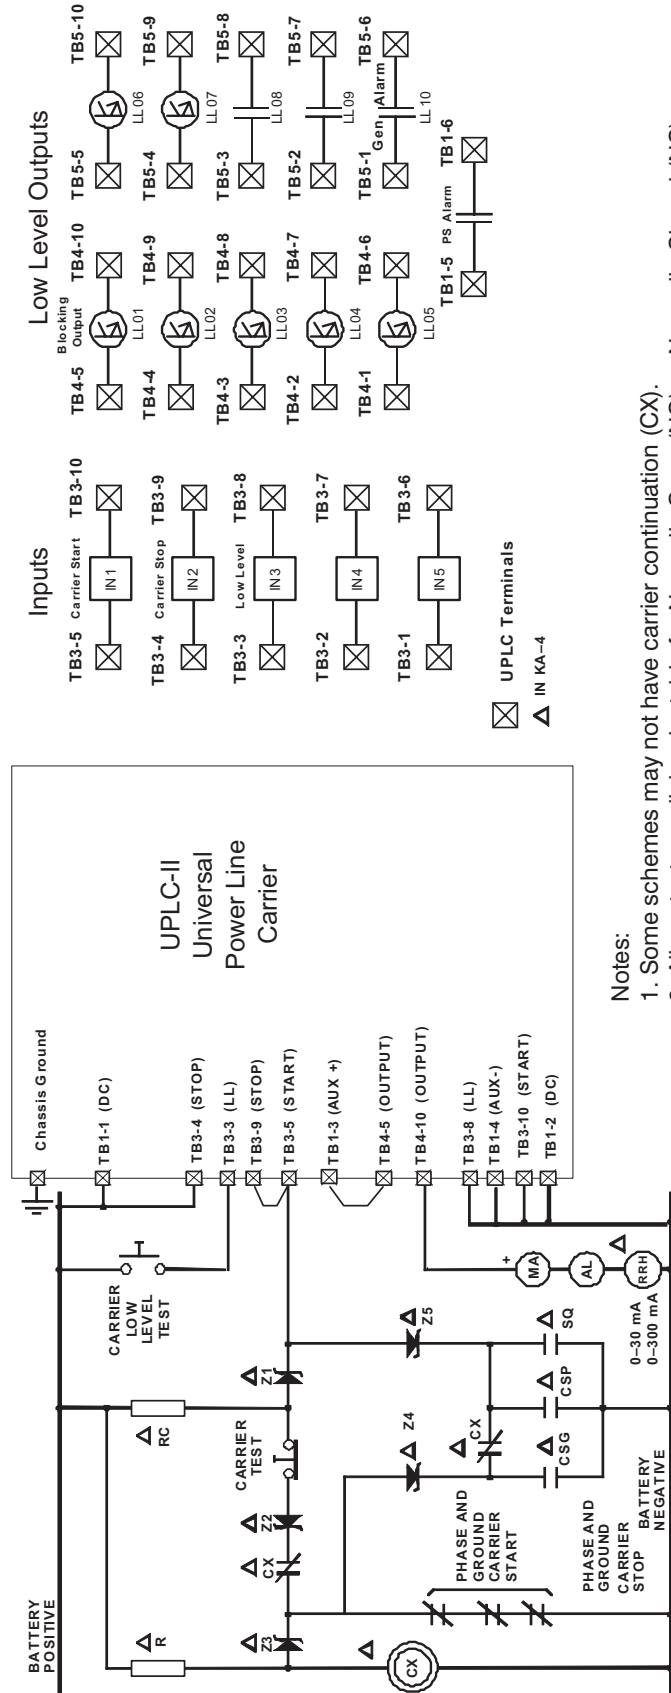 BATTERY
POSITIVE
R
RC
CARRIER
LOW
LEVEL
TEST
Z3
CX
Z2
CARRIER
TEST
Z1
CX
PHASE AND
GROUND
CARRIER
START
Z4
Z5
CX
CSG
CSP
SQ
PHASE AND
GROUND
CARRIER
STOP
BATTERY
NEGATIVE
+
MA
AL
RRH
0–30 mA
0–300 mA
Chassis Ground
TB1-1 (DC)
TB3-4 (STOP)
TB3-3 (LL)
TB3-9 (STOP)
TB3-5 (START)
TB1-3 (AUX +)
TB4-5 (OUTPUT)
TB4-10 (OUTPUT)
TB3-8 (LL)
TB1-4 (AUX-)
TB3-10 (START)
TB1-2 (DC)
UPLC-II
Universal
Power Line
Carrier
Inputs
TB3-5 Carrier Start TB3-10
IN1
TB3-4 Carrier Stop TB3-9
IN2
TB3-3 Low Level TB3-8
IN3
TB3-2 TB3-7
IN4
TB3-1 TB3-6
IN5
UPLC Terminals
IN KA–4
Low Level Outputs
Blocking
Output
TB4-5 TB4-10
LL01
TB4-4 TB4-9
LL02
TB4-3 TB4-8
LL03
TB4-2 TB4-7
LL04
TB4-1 TB4-6
LL05
TB5-5 TB5-10
LL06
TB5-4 TB5-9
LL07
TB5-3 TB5-8
LL08
TB5-2 TB5-7
LL09
TB5-1 Gen Alarm TB5-6
LL10
TB1-5 PS Alarm TB1-6
Notes:
1. Some schemes may not have carrier continuation (CX).